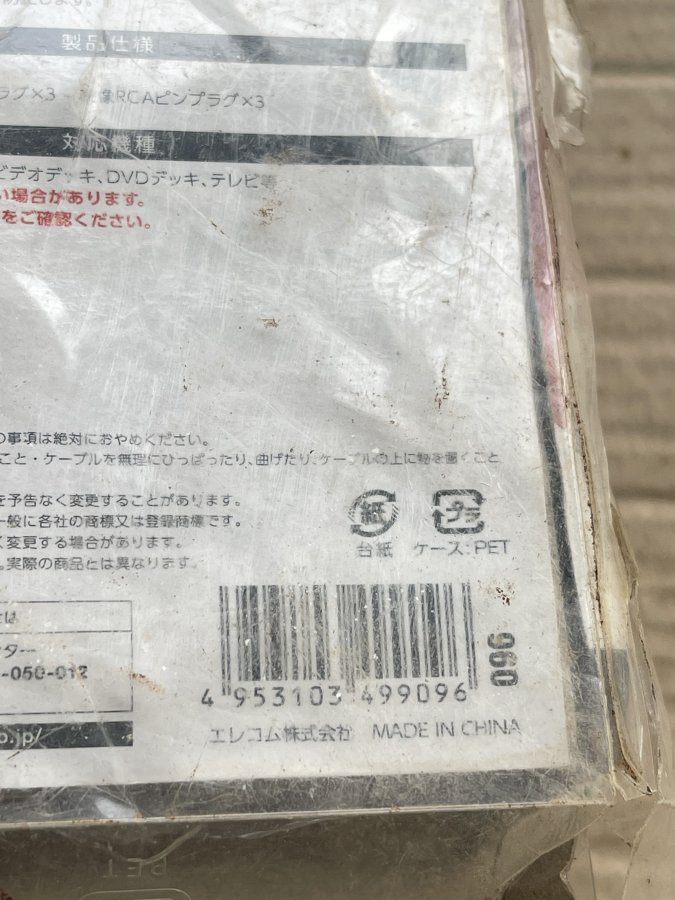 製品仕様
ラグ×3 - 映像RCAピンプラグ×3
対応機種
ビデオデッキ、DVDデッキ、テレビ等
い場合があります。
をご確認ください。
の事項は絶対におやめください。
こと・ケーブルを無理にひっぱったり、曲げたり、ケーブルの上に物を置くこと
を予告なく変更することがあります。
一般に各社の商標又は登録商標です。
く変更する場合があります。
。実際の商品とは異なります。
紙 プラ
台紙 ケース:PET
には
ンター
-050-012
p.jp/
4 953103 499096
960
エレコム株式会社 MADE IN CHINA
PET